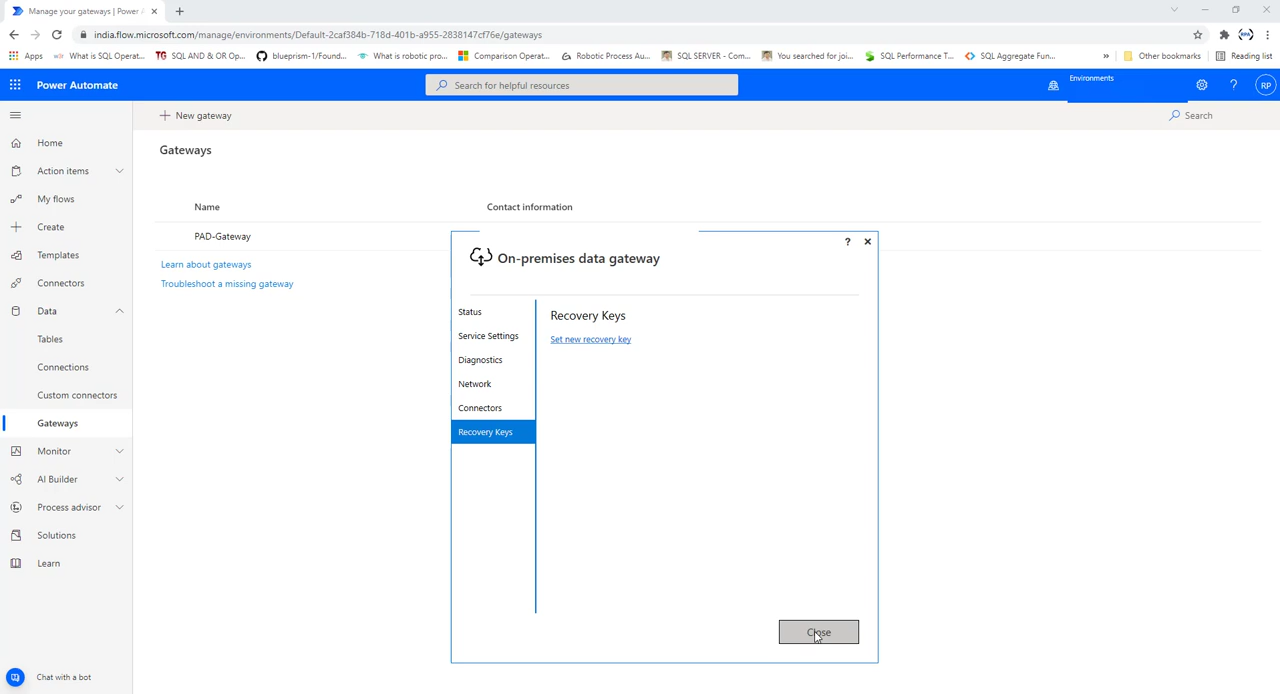 Manage your gateways | Power A
india.flow.microsoft.com/manage/environments/Default-2caf384b-718d-401b-a955-2838147cf76e/gateways
Apps What is SQL Operat... SQL AND & OR Op... blueprism-1/Found... What is robotic pro... Comparison Operat... Robotic Process Au... SQL SERVER - Com... You searched for joi... SQL Performance T... SQL Aggregate Fun... » Other bookmarks Reading list
Power Automate
Search for helpful resources
Environments
? RP
+ New gateway
Search
Home
Action items
My flows
Create
Templates
Connectors
Data
Tables
Connections
Custom connectors
Gateways
Monitor
AI Builder
Process advisor
Solutions
Learn
Chat with a bot
Gateways
Name Contact information
PAD-Gateway
Learn about gateways
Troubleshoot a missing gateway
?
On-premises data gateway
Status
Service Settings
Diagnostics
Network
Connectors
Recovery Keys
Recovery Keys
Set new recovery key
Close